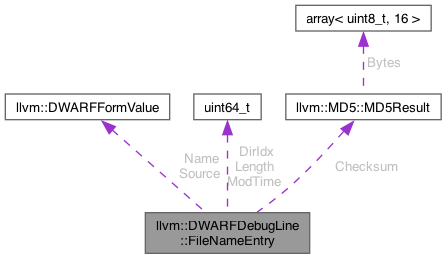 array< uint8_t, 16 >
Bytes
llvm::DWARFFormValue
uint64_t
llvm::MD5::MD5Result
Name
Source
DirIdx
Length
ModTime
Checksum
llvm::DWARFDebugLine
::FileNameEntry